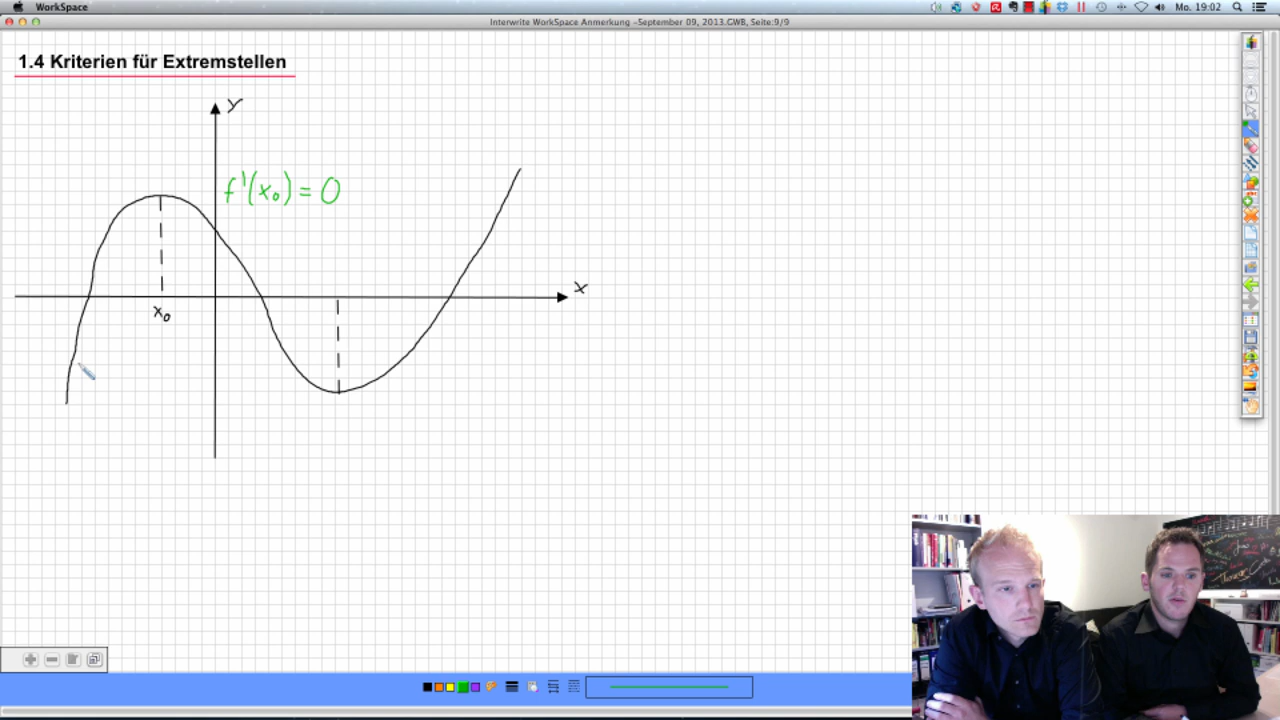 WorkSpace
Mo. 19:02
Interwrite WorkSpace Anmerkung -September 09, 2013.GWB, Seite:9/9
1.4 Kriterien für Extremstellen
y
f'(x₀) = 0
x
x₀